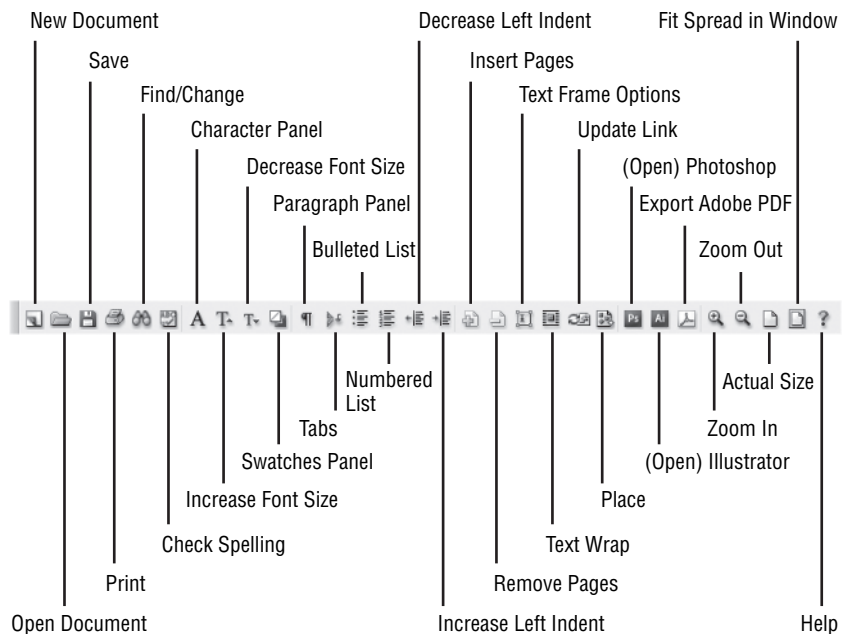 New Document
Decrease Left Indent
Fit Spread in Window
Save
Insert Pages
Find/Change
Text Frame Options
Character Panel
Update Link
Decrease Font Size
(Open) Photoshop
Paragraph Panel
Export Adobe PDF
Bulleted List
Zoom Out
A T T ¶ Ps Ai ?
Numbered
List
Actual Size
Tabs
Zoom In
Swatches Panel
(Open) Illustrator
Increase Font Size
Place
Check Spelling
Text Wrap
Print
Remove Pages
Open Document
Increase Left Indent
Help